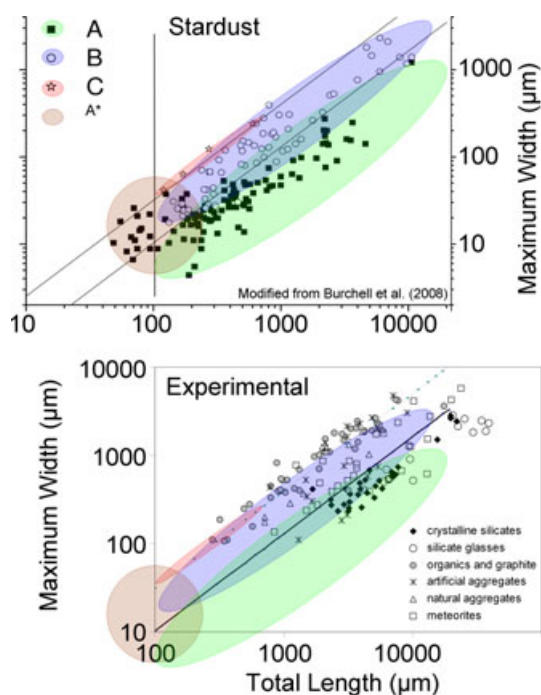 Stardust
A
B
C
A*
1000
100
10
Maximum Width (µm)
Modified from Burchell et al. (2008)
10 100 1000 10000
Experimental
10000
1000
100
10
Maximum Width (µm)
crystalline silicates
silicate glasses
organics and graphite
artificial aggregates
natural aggregates
meteorites
100 1000 10000
Total Length (µm)